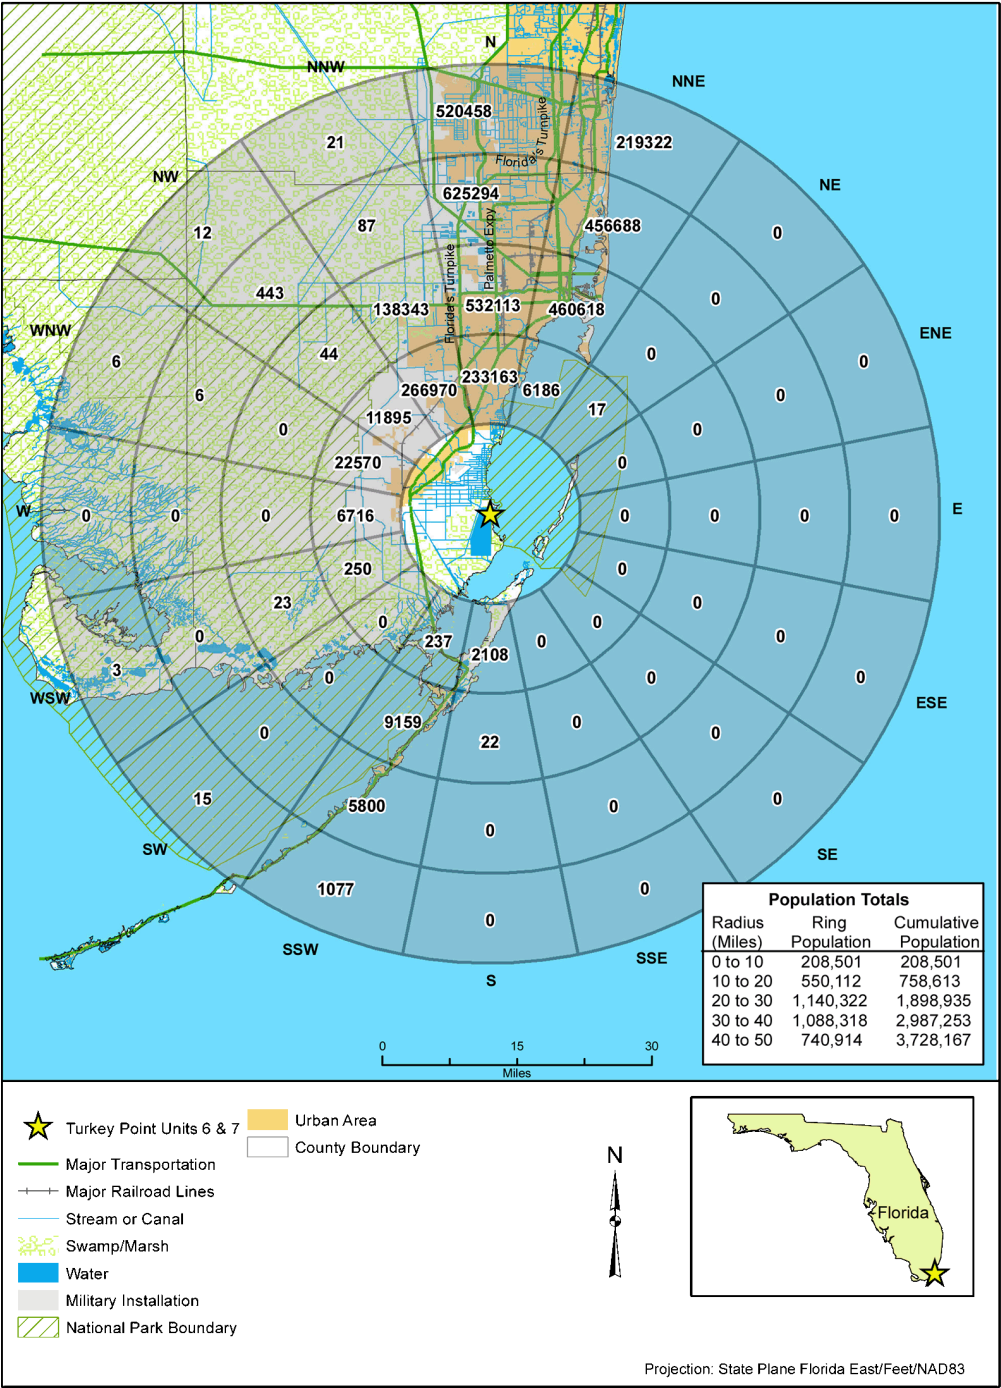 N
NNW
NNE
520458
21
219322
Florida's Turnpike
NW
NE
625294
12
87
456688
0
Palmetto Expy
Florida's Turnpike
443
0
138343
532113
460618
WNW
ENE
44
0
6
0
233163
266970
6186
6
0
11895
17
0
0
22570
0
W
0
0
0
6716
0
0
0
0
E
250
0
23
0
0
0
0
237
2108
0
0
3
0
0
0
WSW
ESE
9159
0
0
0
22
15
5800
0
0
0
SW
SE
1077
0
0
SSW
SSE
S
Population Totals
Radius Ring Cumulative
(Miles) Population Population
0 to 10 208,501 208,501
10 to 20 550,112 758,613
20 to 30 1,140,322 1,898,935
30 to 40 1,088,318 2,987,253
40 to 50 740,914 3,728,167
0 15 30
Miles
Turkey Point Units 6 & 7
Major Transportation
Major Railroad Lines
Stream or Canal
Swamp/Marsh
Water
Military Installation
National Park Boundary
Urban Area
County Boundary
N
Florida
Projection: State Plane Florida East/Feet/NAD83